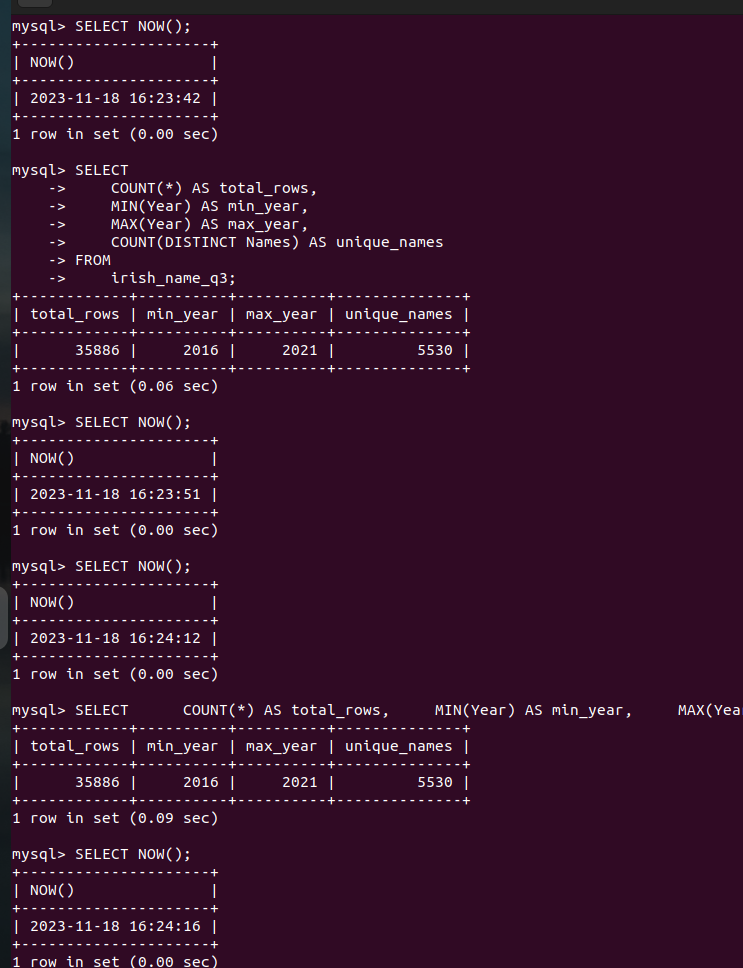 mysql> SELECT NOW();
+---------------------+
| NOW()               |
+---------------------+
| 2023-11-18 16:23:42 |
+---------------------+
1 row in set (0.00 sec)

mysql> SELECT
    ->     COUNT(*) AS total_rows,
    ->     MIN(Year) AS min_year,
    ->     MAX(Year) AS max_year,
    ->     COUNT(DISTINCT Names) AS unique_names
    -> FROM
    ->     irish_name_q3;
+------------+----------+----------+--------------+
| total_rows | min_year | max_year | unique_names |
+------------+----------+----------+--------------+
|      35886 |     2016 |     2021 |         5530 |
+------------+----------+----------+--------------+
1 row in set (0.06 sec)

mysql> SELECT NOW();
+---------------------+
| NOW()               |
+---------------------+
| 2023-11-18 16:23:51 |
+---------------------+
1 row in set (0.00 sec)

mysql> SELECT NOW();
+---------------------+
| NOW()               |
+---------------------+
| 2023-11-18 16:24:12 |
+---------------------+
1 row in set (0.00 sec)

mysql> SELECT      COUNT(*) AS total_rows,     MIN(Year) AS min_year,     MAX(Year
+------------+----------+----------+--------------+
| total_rows | min_year | max_year | unique_names |
+------------+----------+----------+--------------+
|      35886 |     2016 |     2021 |         5530 |
+------------+----------+----------+--------------+
1 row in set (0.09 sec)

mysql> SELECT NOW();
+---------------------+
| NOW()               |
+---------------------+
| 2023-11-18 16:24:16 |
+---------------------+
1 row in set (0.00 sec)